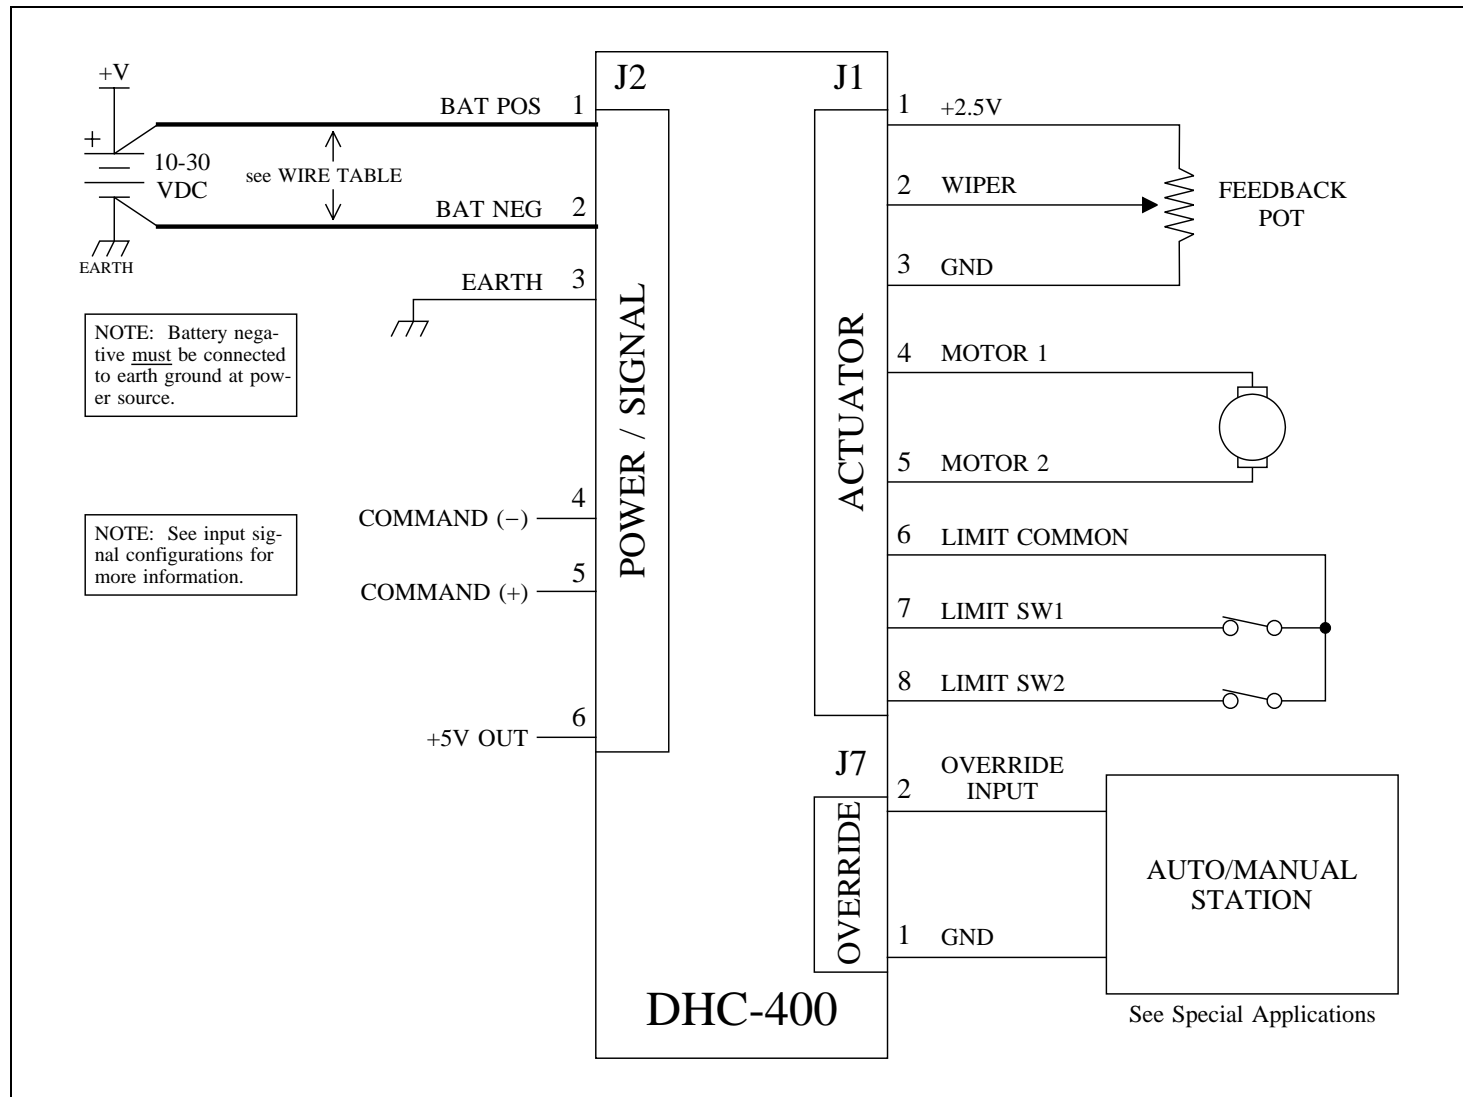 J2
J1
+V
+
10-30
VDC
EARTH
BAT POS 1
see WIRE TABLE
BAT NEG 2
EARTH 3
NOTE: Battery nega-
tive must be connected
to earth ground at pow-
er source.
NOTE: See input sig-
nal configurations for
more information.
COMMAND (−) 4
COMMAND (+) 5
+5V OUT 6
POWER / SIGNAL
ACTUATOR
1 +2.5V
2 WIPER
3 GND
FEEDBACK
POT
4 MOTOR 1
5 MOTOR 2
6 LIMIT COMMON
7 LIMIT SW1
8 LIMIT SW2
J7
OVERRIDE
2 OVERRIDE
INPUT
1 GND
AUTO/MANUAL
STATION
See Special Applications
DHC-400